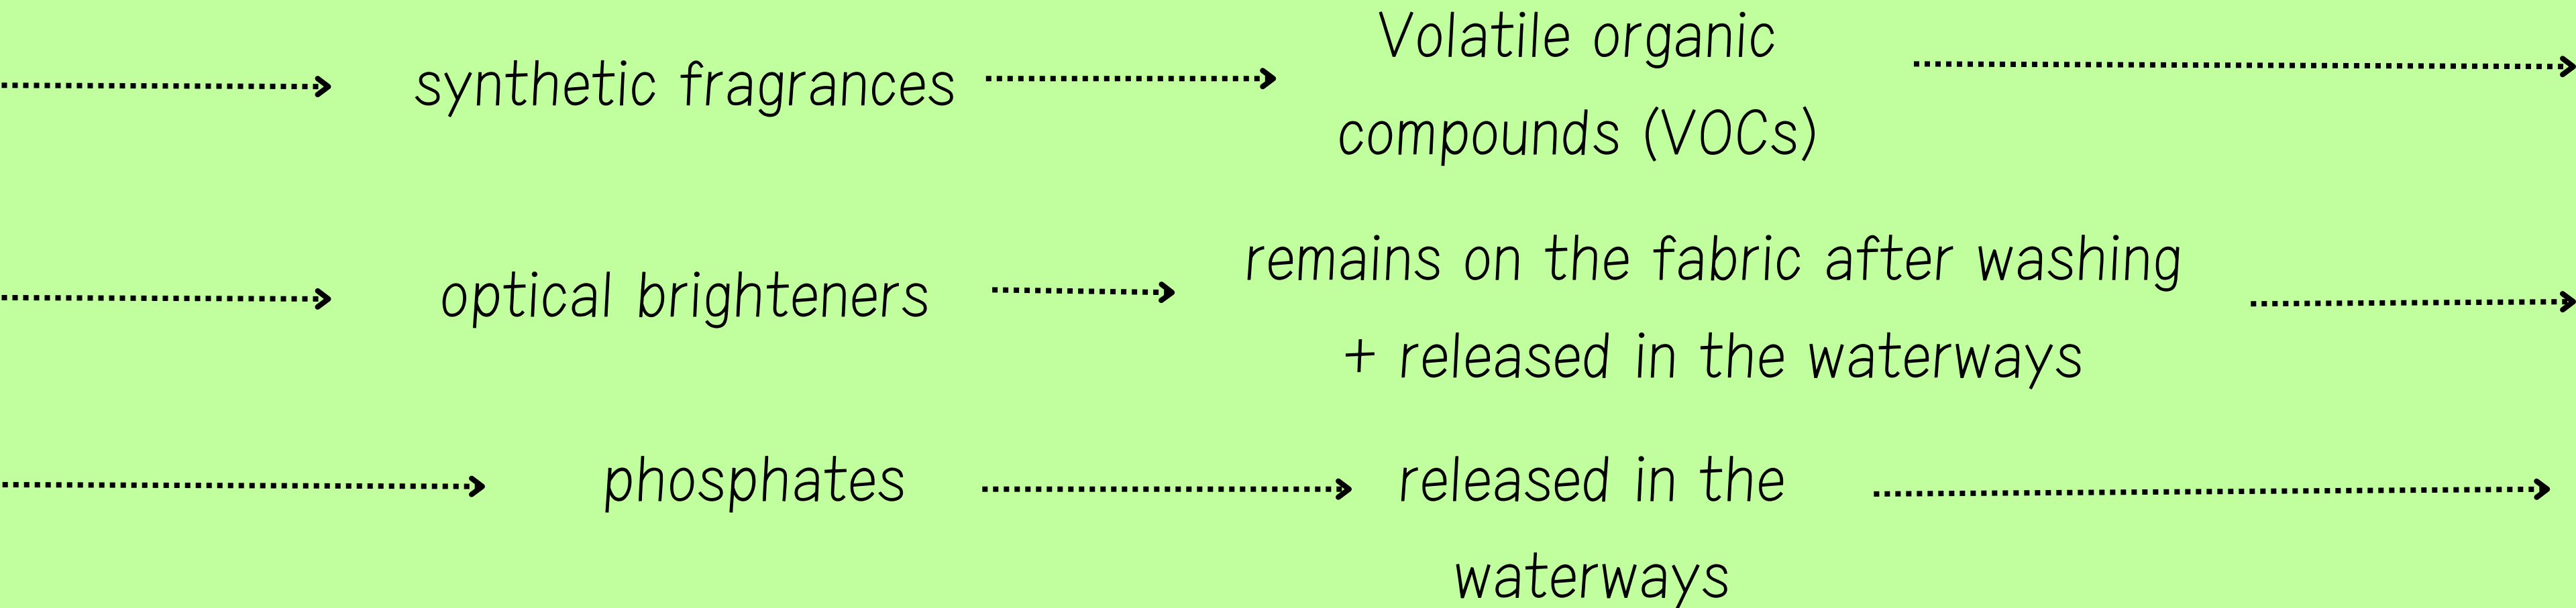 synthetic fragrances
Volatile organic
compounds (VOCs)
optical brighteners
remains on the fabric after washing
+ released in the waterways
phosphates
released in the
waterways